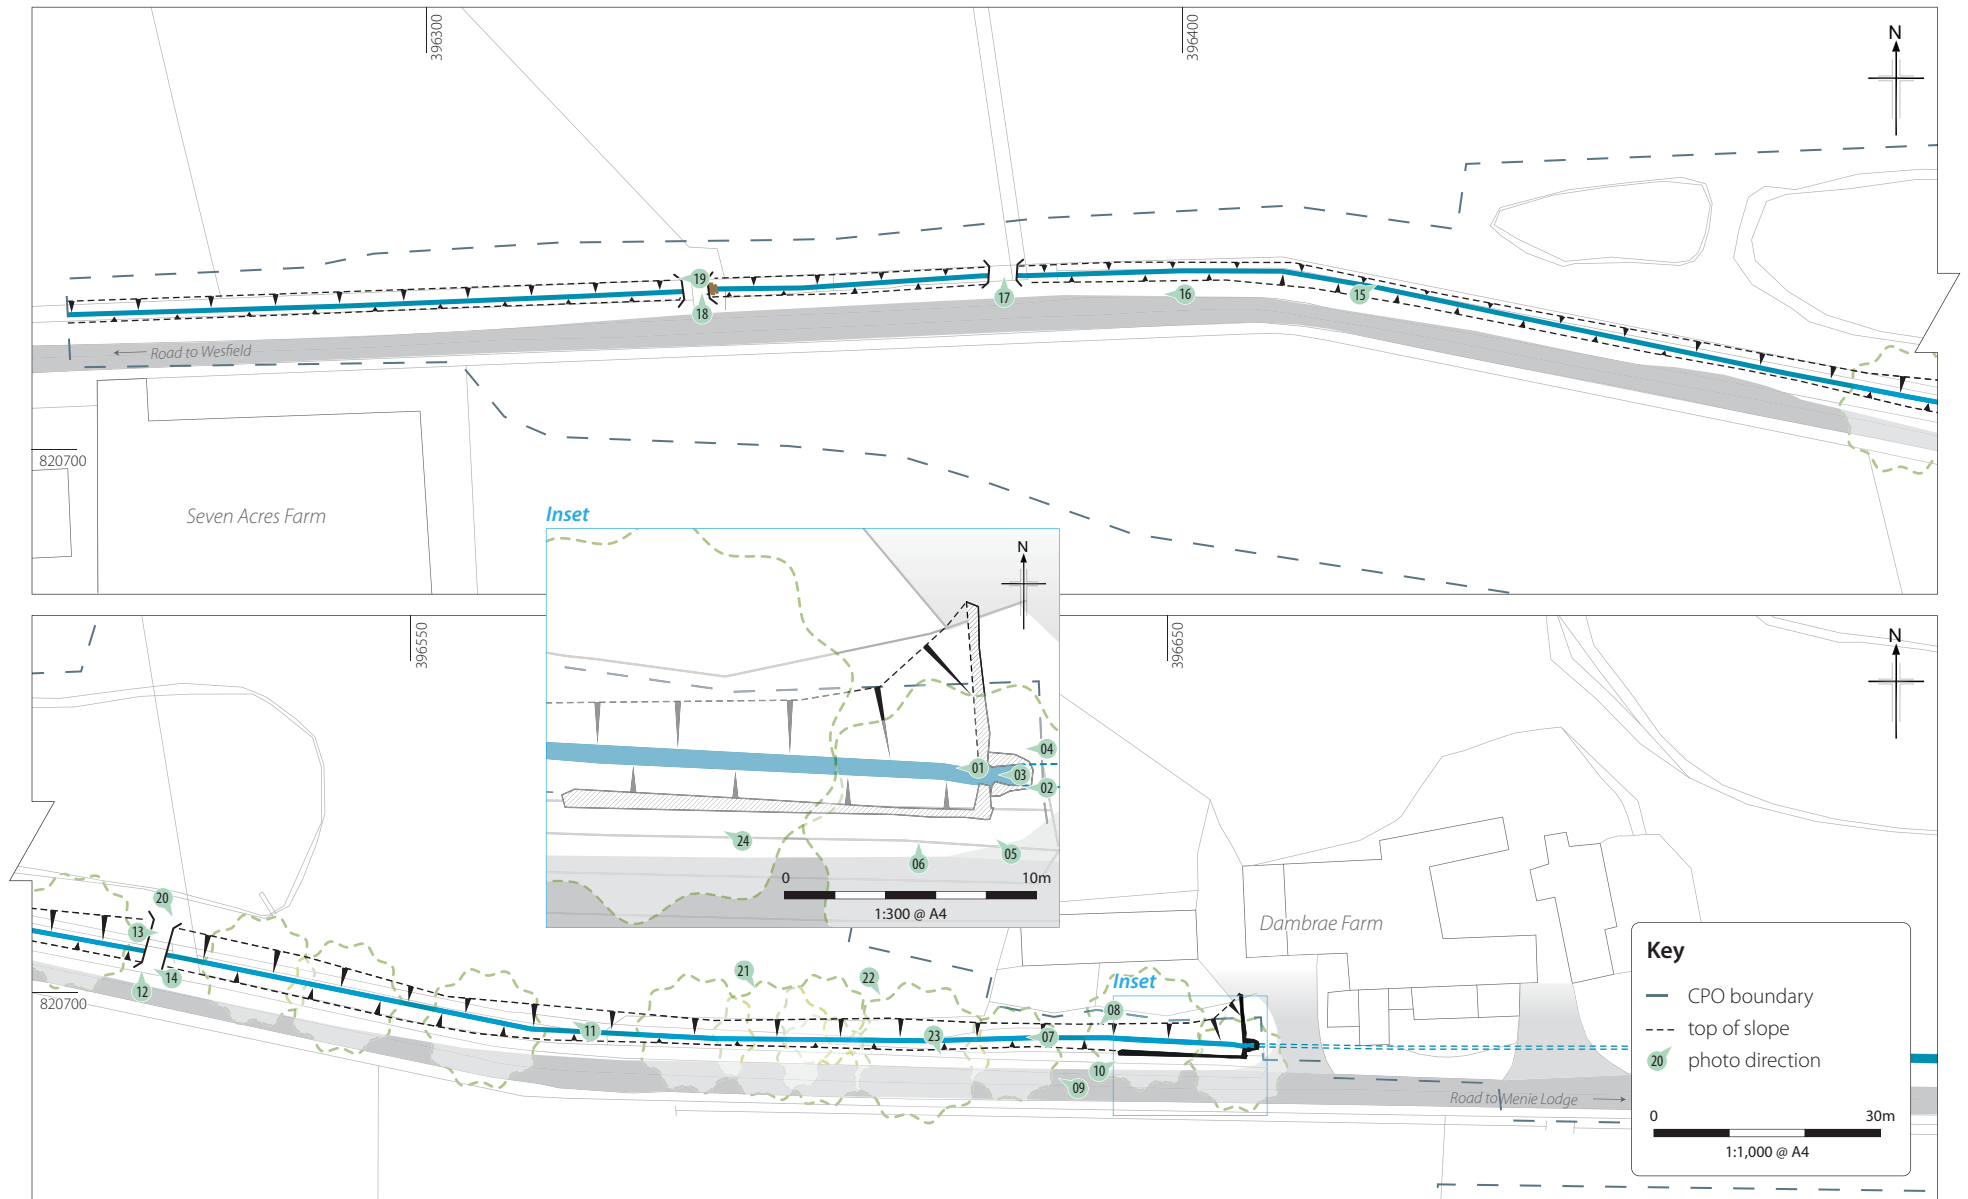 396300
396400
N
19
18
17
16
15
Road to Wesfield
820700
Seven Acres Farm
Inset
N
01
04
03
02
24
06
05
0
10m
1:300 @ A4
396550
396650
N
20
13
14
12
820700
11
21
22
23
07
08
10
09
Inset
Dambrae Farm
Road to Menie Lodge
Key
CPO boundary
top of slope
20
photo direction
0
30m
1:1,000 @ A4